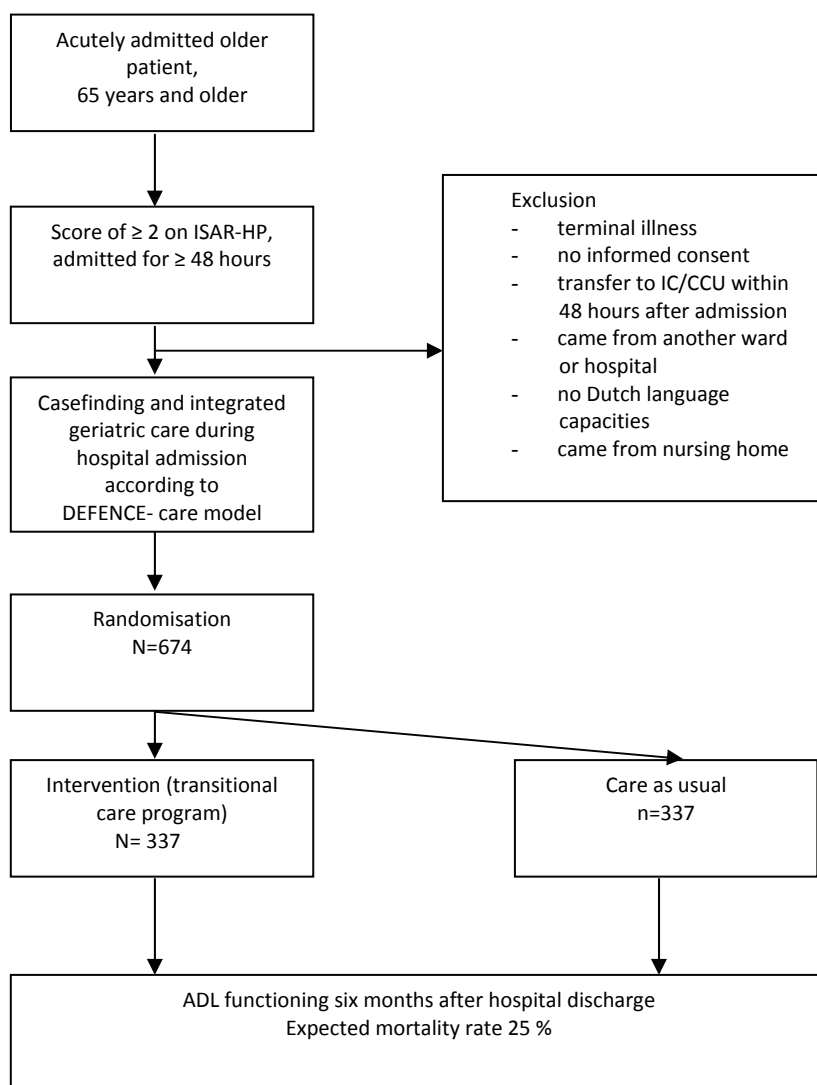 Acutely admitted older
patient,
65 years and older
Score of ≥ 2 on ISAR-HP,
admitted for ≥ 48 hours
Exclusion
- terminal illness
- no informed consent
- transfer to IC/CCU within
48 hours after admission
- came from another ward
or hospital
- no Dutch language
capacities
- came from nursing home
Casefinding and integrated
geriatric care during
hospital admission
according to
DEFENCE- care model
Randomisation
N=674
Intervention (transitional
care program)
N= 337
Care as usual
n=337
ADL functioning six months after hospital discharge
Expected mortality rate 25 %